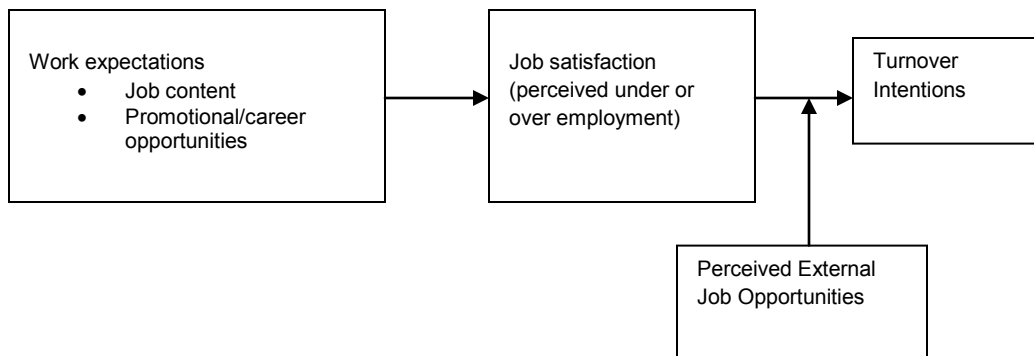 Work expectations
• Job content
• Promotional/career
opportunities
Job satisfaction
(perceived under or
over employment)
Turnover
Intentions
Perceived External
Job Opportunities